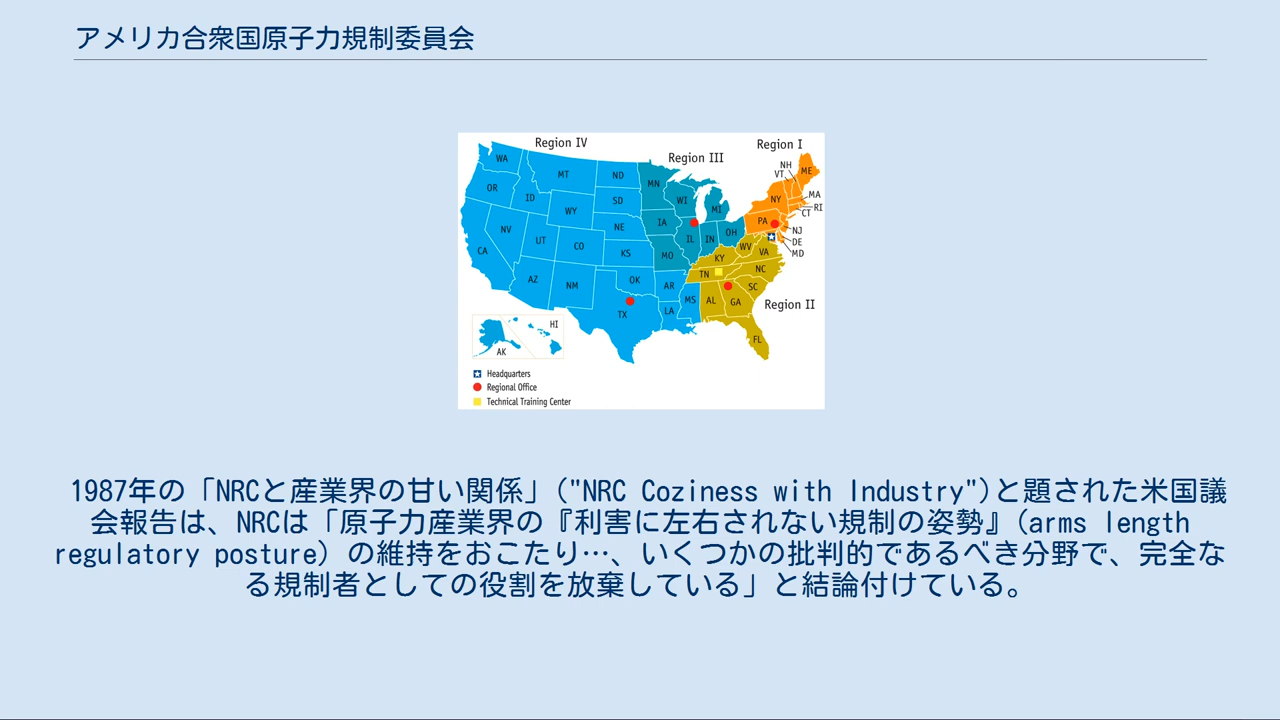 アメリカ合衆国原子力規制委員会
Region IV
Region III
Region I
WA
MT
ND
MN
OR
ID
SD
WI
MI
NH
VT
ME
NY
MA
RI
CT
WY
NV
NE
IA
PA
NJ
DE
MD
UT
CO
IL
IN
OH
WV
VA
CA
KS
MO
KY
NC
AZ
NM
OK
AR
TN
SC
TX
LA
MS
AL
GA
Region II
FL
HI
AK
Headquarters
Regional Office
Technical Training Center
1987年の「NRCと産業界の甘い関係」("NRC Coziness with Industry")と題された米国議
会報告は、NRCは「原子力産業界の『利害に左右されない規制の姿勢』(arms length
regulatory posture) の維持をおこたり…、いくつかの批判的であるべき分野で、完全な
る規制者としての役割を放棄している」と結論付けている。